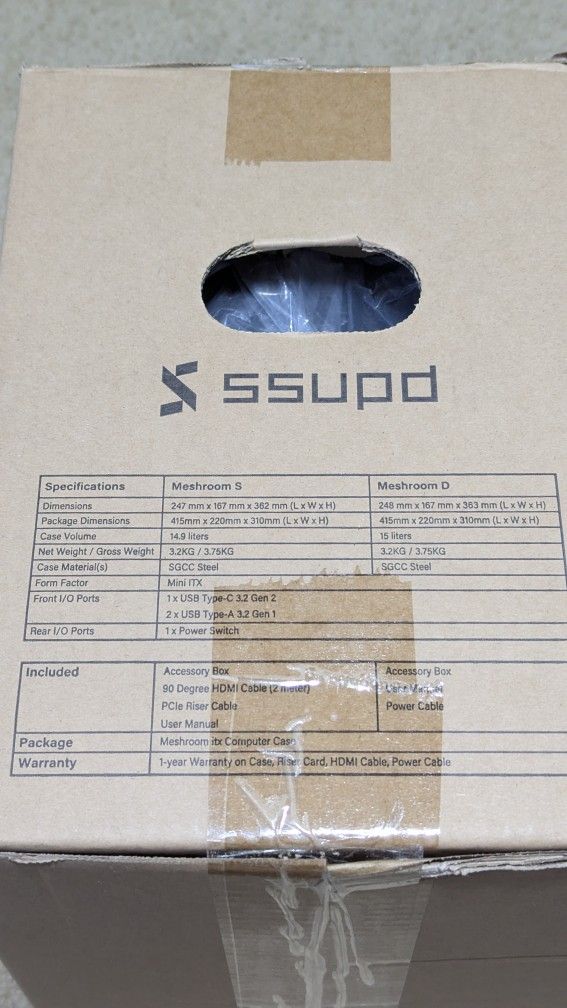 ssupd
Specifications Meshroom S Meshroom D
Dimensions 247 mm x 167 mm x 362 mm (L x W x H) 248 mm x 167 mm x 363 mm (L x W x H)
Package Dimensions 415mm x 220mm x 310mm (L x W x H) 415mm x 220mm x 310mm (L x W x H)
Case Volume 14.9 liters 15 liters
Net Weight / Gross Weight 3.2KG / 3.75KG 3.2KG / 3.75KG
Case Material(s) SGCC Steel SGCC Steel
Form Factor Mini ITX
Front I/O Ports 1 x USB Type-C 3.2 Gen 2
2 x USB Type-A 3.2 Gen 1
Rear I/O Ports 1 x Power Switch
Included Accessory Box Accessory Box
90 Degree HDMI Cable (2 meter) User Manual
PCIe Riser Cable Power Cable
User Manual
Package Meshroom itx Computer Case
Warranty 1-year Warranty on Case, Riser Card, HDMI Cable, Power Cable